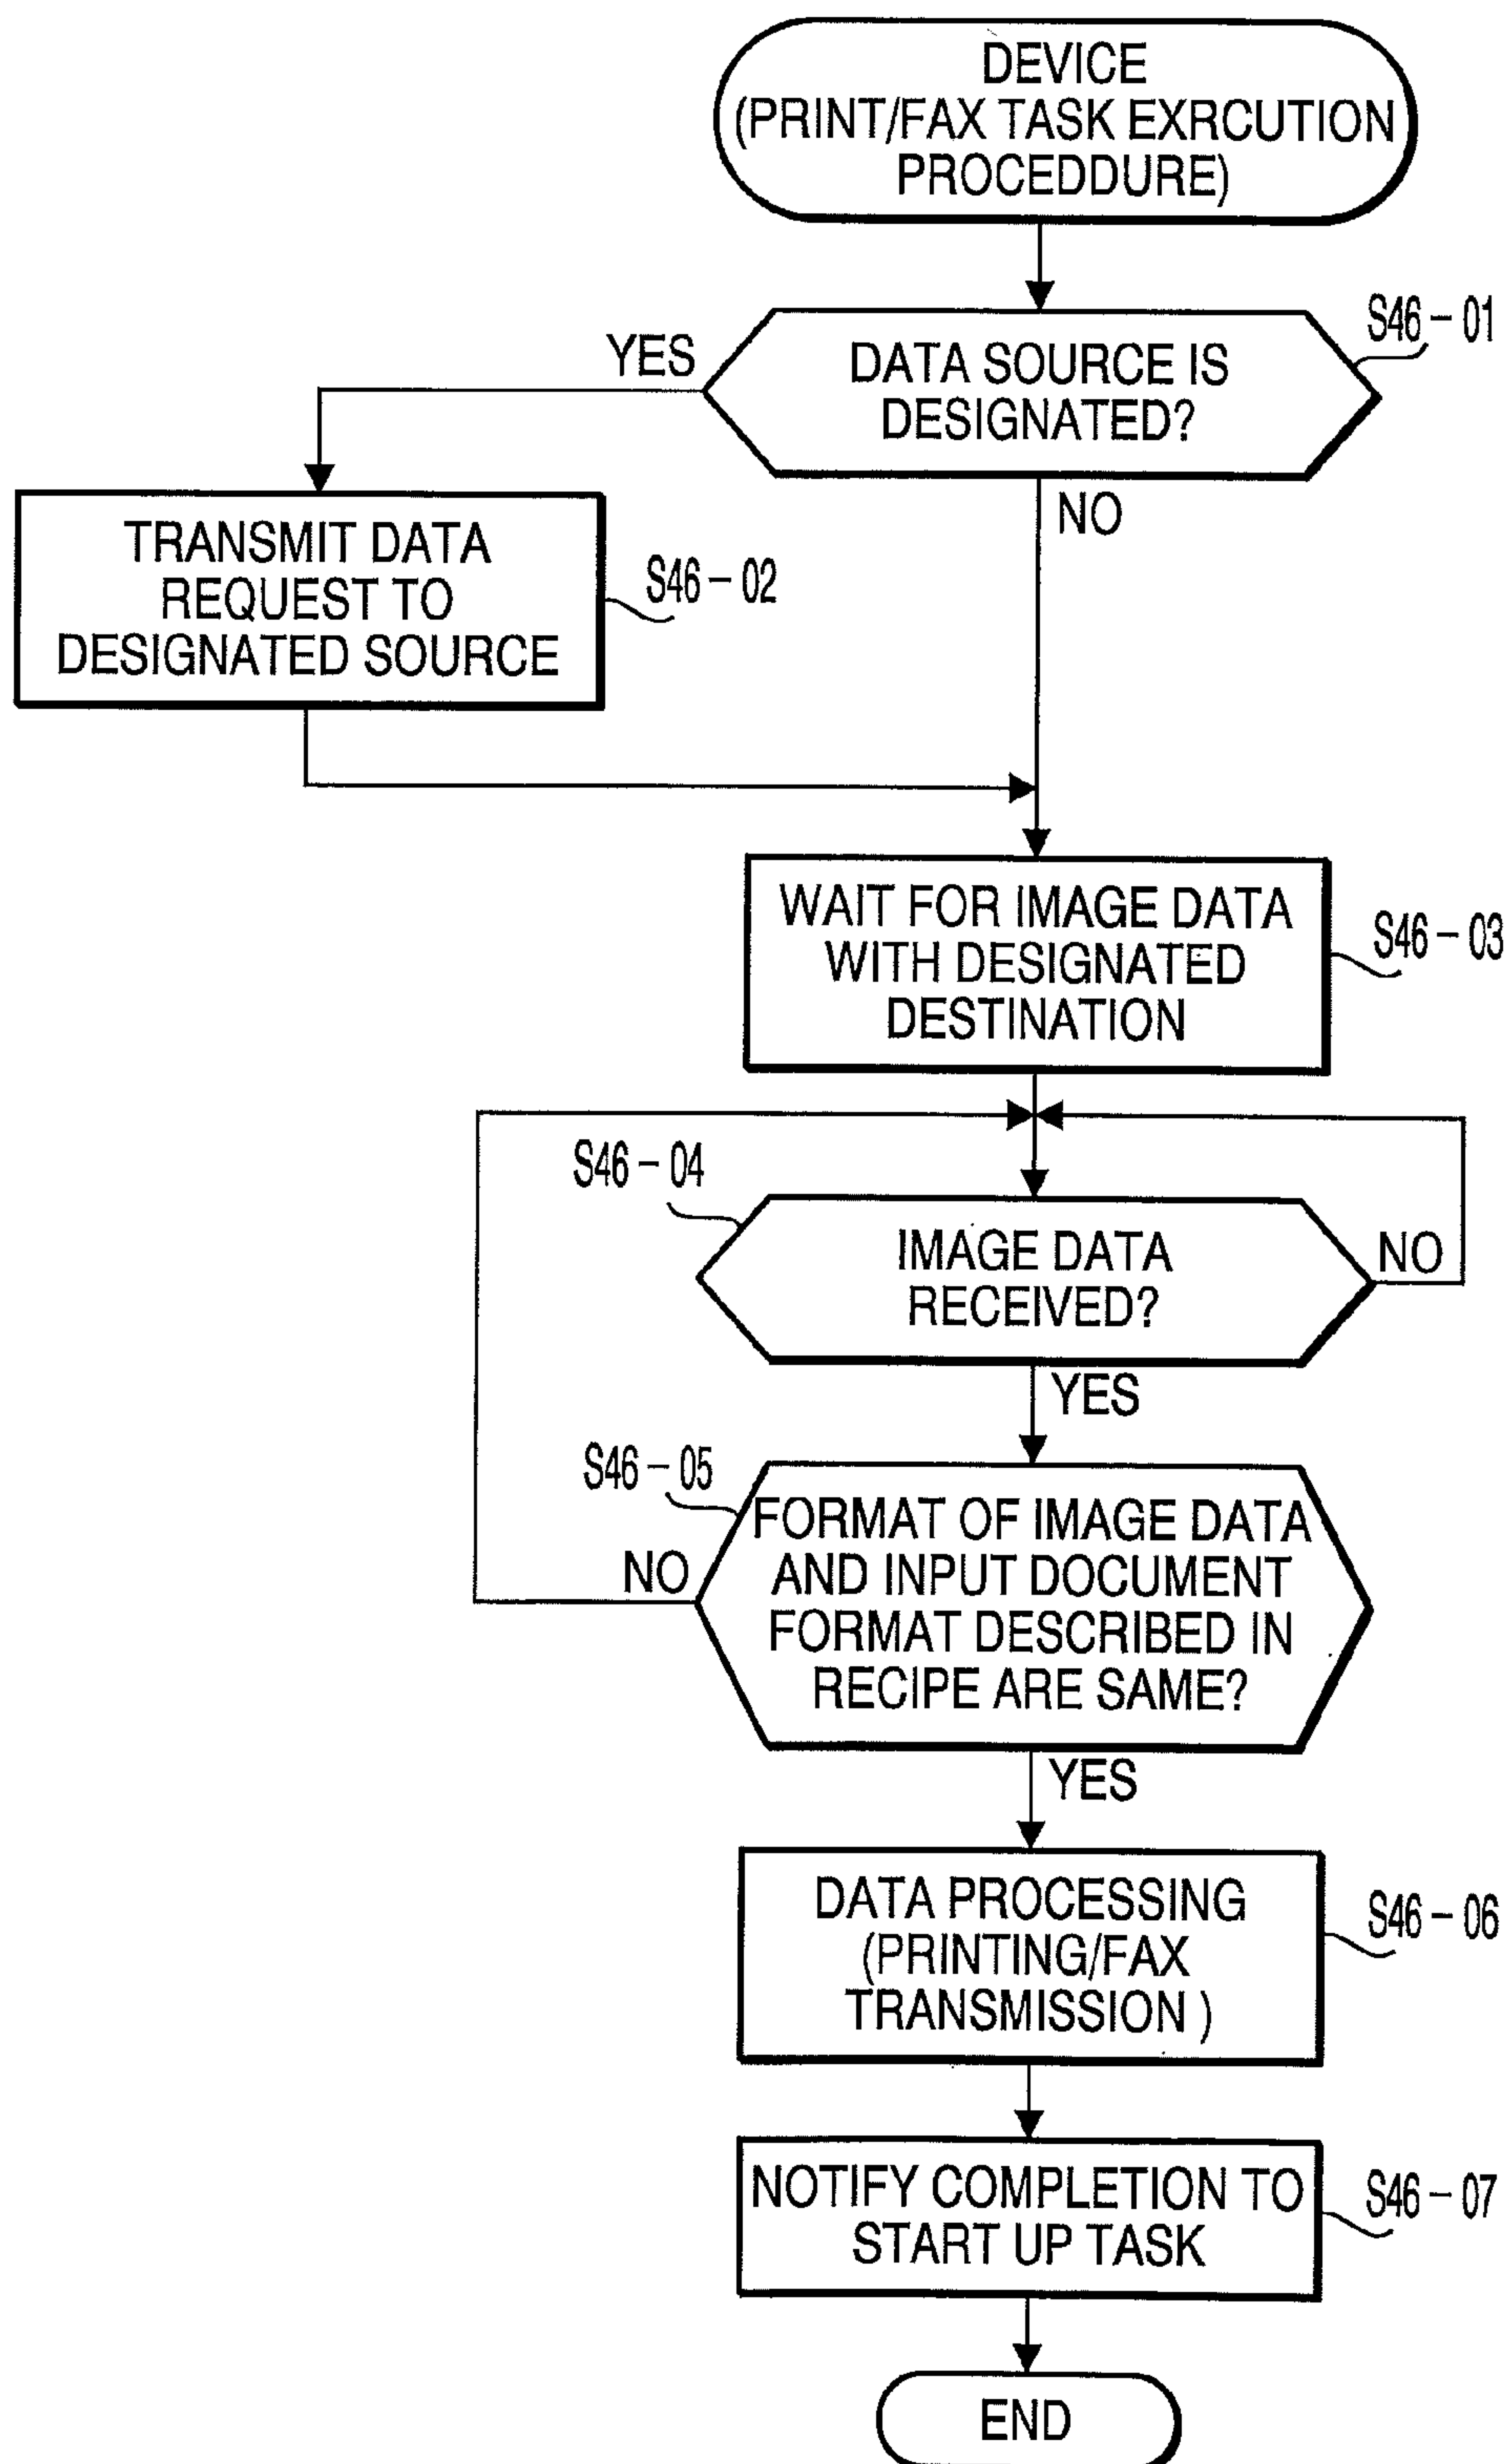 DEVICE
(PRINT/FAX TASK EXRCUTION
PROCEDDURE)
S46-01
YES
DATA SOURCE IS
DESIGNATED?
NO
TRANSMIT DATA
REQUEST TO
DESIGNATED SOURCE
S46-02
WAIT FOR IMAGE DATA
WITH DESIGNATED
DESTINATION
S46-03
S46-04
IMAGE DATA
RECEIVED?
NO
YES
S46-05
FORMAT OF IMAGE DATA
AND INPUT DOCUMENT
FORMAT DESCRIBED IN
RECIPE ARE SAME?
NO
YES
DATA PROCESSING
(PRINTING/FAX
TRANSMISSION )
S46-06
NOTIFY COMPLETION TO
START UP TASK
S46-07
END